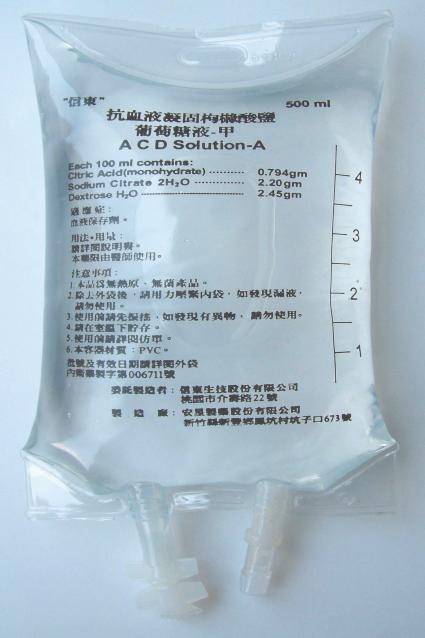 "信東" 500 ml
抗血液凝固枸櫞酸鹽
葡萄糖液-甲
A C D Solution-A
Each 100 ml contains:
Citric Acid(monohydrate) ·········· 0.794gm
Sodium Citrate 2H₂O ·············· 2.20gm
Dextrose H₂O ···························· 2.45gm
適應症：
血液保存劑。
用法・用量：
請詳閱說明書。
本藥限由醫師使用。
注意事項：
1.本品為無熱原、無菌產品。
2.除去外袋後，請用力壓緊內袋，如發現漏液，
請勿使用。
3.使用前請先振搖，如發現有異物，請勿使用。
4.請在室溫下貯存。
5.使用前請詳閱仿單。
6.本容器材質：PVC。
批號及有效日期請詳閱外袋
內衛藥製字第006711號
委託製造者：信東生技股份有限公司
桃園市介壽路22號
製造廠：安星製藥股份有限公司
新竹縣新豐鄉鳳坑村坑子口673號
4
3
2
1